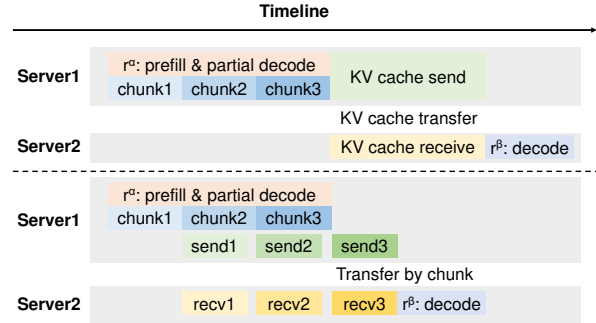 Timeline
Server1
rα: prefill & partial decode
KV cache send
chunk1 chunk2 chunk3
KV cache transfer
Server2
KV cache receive
rβ: decode
Server1
rα: prefill & partial decode
chunk1 chunk2 chunk3
send1 send2 send3
Transfer by chunk
Server2
recv1 recv2 recv3 rβ: decode